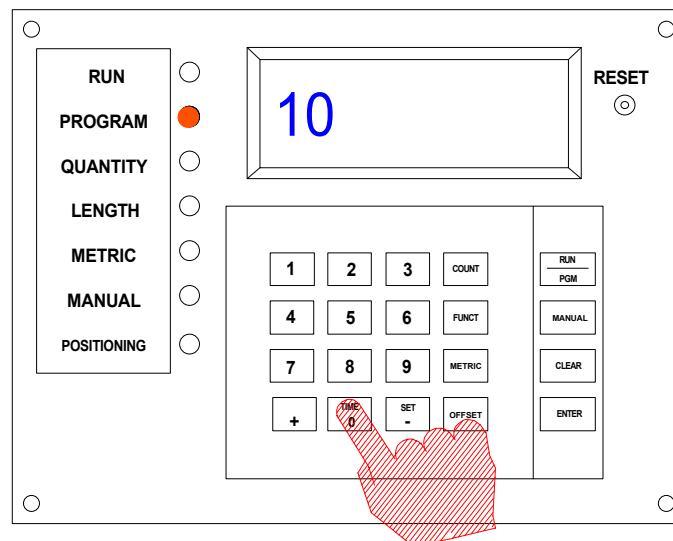 RUN
PROGRAM
QUANTITY
LENGTH
METRIC
MANUAL
POSITIONING
10
RESET
1 2 3 COUNT
4 5 6 FUNCT
7 8 9 METRIC
TIME SET
+ 0 - OFFSET
RUN
PGM
MANUAL
CLEAR
ENTER